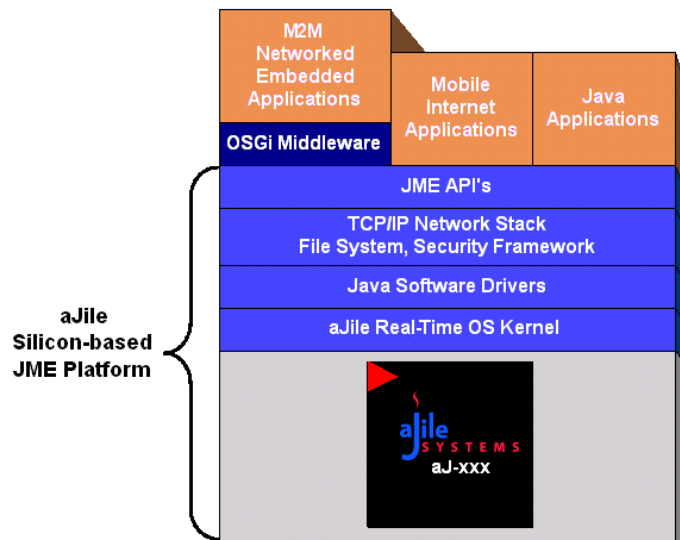 M2M
Networked
Embedded
Applications
Mobile
Internet
Applications
Java
Applications
OSGi Middleware
JME API's
TCP/IP Network Stack
File System, Security Framework
Java Software Drivers
aJile Real-Time OS Kernel
aJile
Silicon-based
JME Platform
aJile
SYSTEMS
aJ-xxx